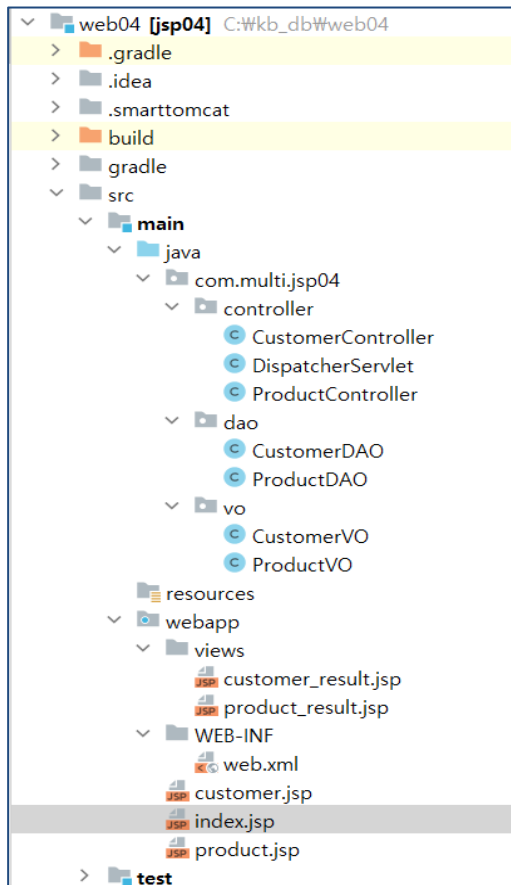 web04 [jsp04] C:₩kb_db₩web04
.gradle
.idea
.smarttomcat
build
gradle
src
main
java
com.multi.jsp04
controller
C CustomerController
C DispatcherServlet
C ProductController
dao
C CustomerDAO
C ProductDAO
vo
C CustomerVO
C ProductVO
resources
webapp
views
JSP customer_result.jsp
JSP product_result.jsp
WEB-INF
web.xml
JSP customer.jsp
JSP index.jsp
JSP product.jsp
test